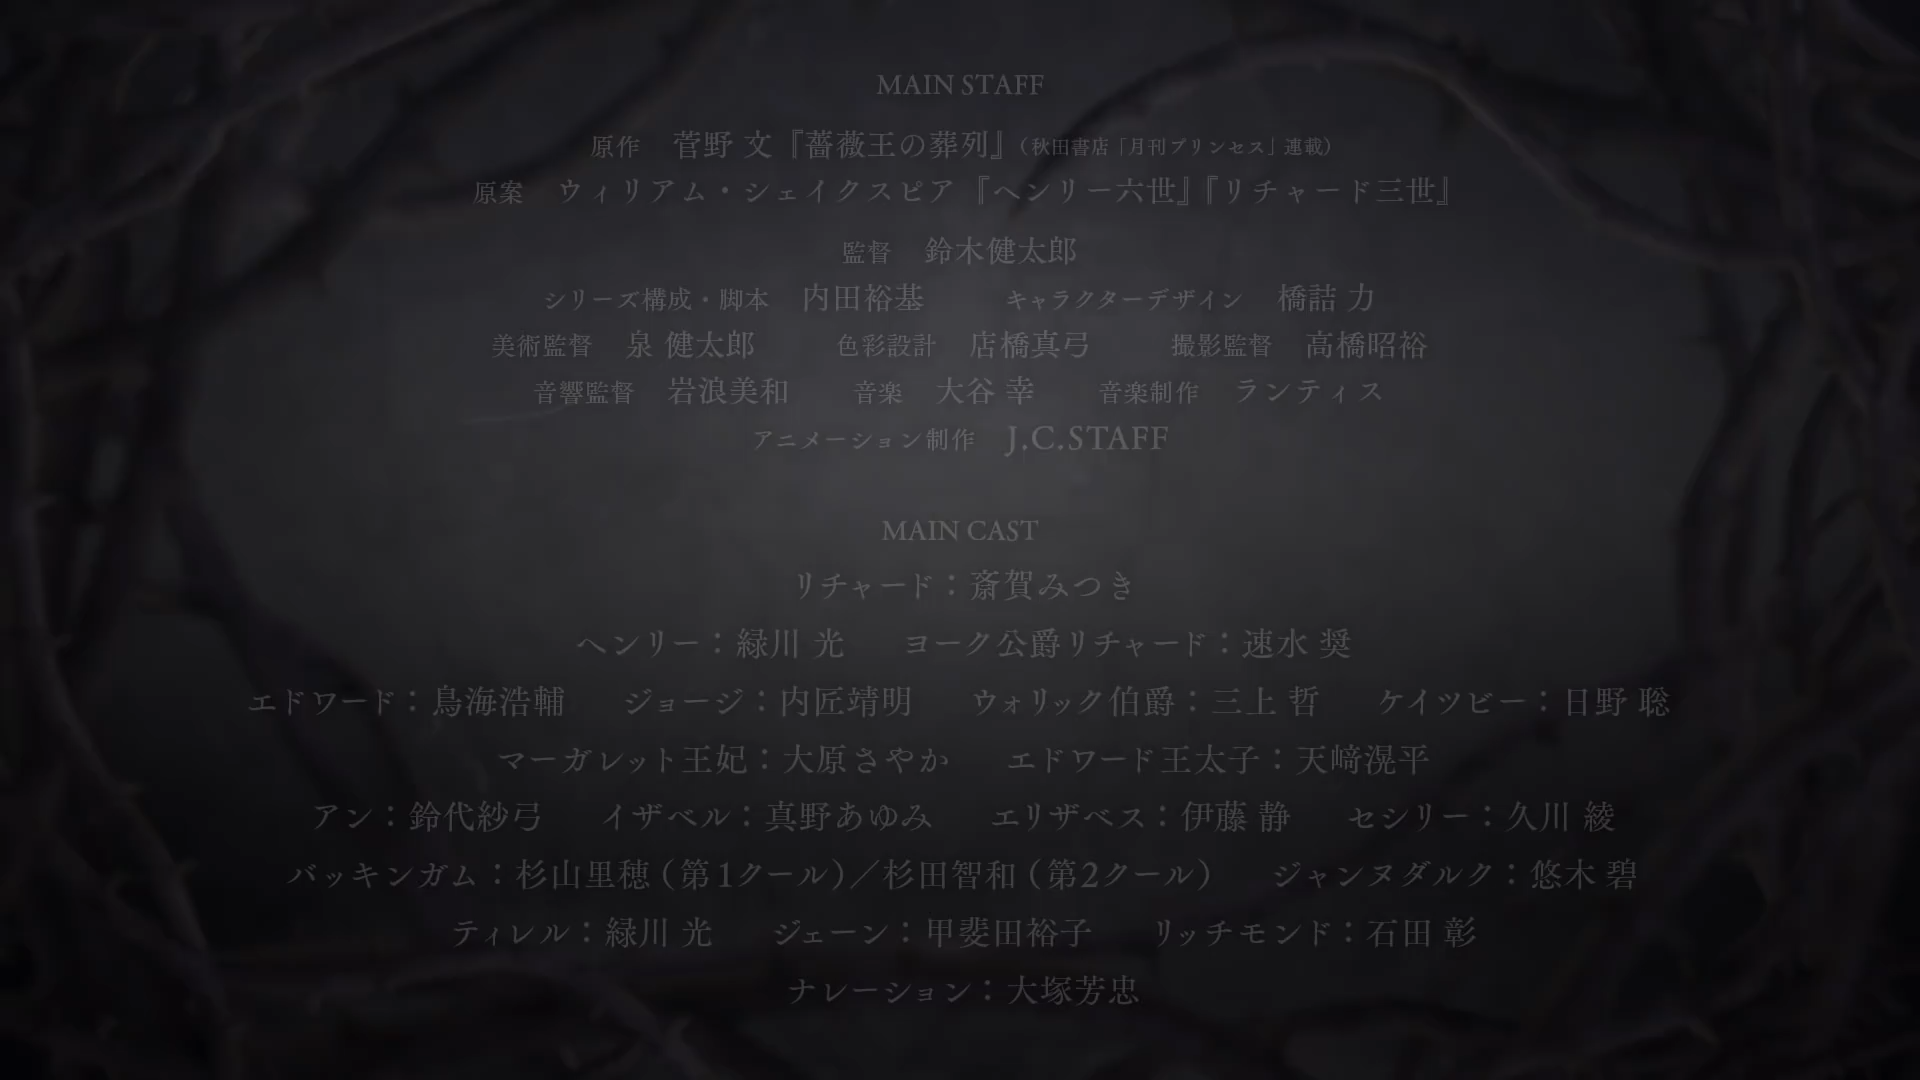 MAIN STAFF
原作　菅野 文『薔薇王の葬列』（秋田書店「月刊プリンセス」連載）
原案　ウィリアム・シェイクスピア『ヘンリー六世』『リチャード三世』
監督　鈴木健太郎
シリーズ構成・脚本　内田裕基　　キャラクターデザイン　橋詰 力
美術監督　泉 健太郎　　色彩設計　店橋真弓　　撮影監督　高橋昭裕
音響監督　岩浪美和　　音楽　大谷 幸　　音楽制作　ランティス
アニメーション制作　J.C.STAFF
MAIN CAST
リチャード：斎賀みつき
ヘンリー：緑川 光　ヨーク公爵リチャード：速水 奨
エドワード：鳥海浩輔　ジョージ：内匠靖明　ウォリック伯爵：三上 哲　ケイツビー：日野 聡
マーガレット王妃：大原さやか　エドワード王太子：天﨑滉平
アン：鈴代紗弓　イザベル：真野あゆみ　エリザベス：伊藤 静　セシリー：久川 綾
バッキンガム：杉山里穂（第1クール）／杉田智和（第2クール）　ジャンヌダルク：悠木 碧
ティレル：緑川 光　ジェーン：甲斐田裕子　リッチモンド：石田 彰
ナレーション：大塚芳忠